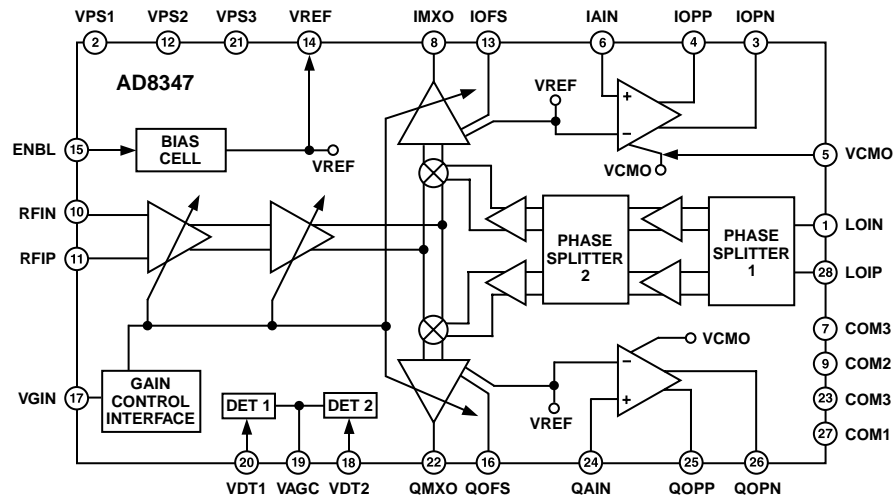 VPS1 VPS2 VPS3 VREF IMXO IOFS IAIN IOPP IOPN
2 12 21 14 8 13 6 4 3
AD8347
VREF
+
−
ENBL 15 BIAS CELL VREF
VCMO 5 VCMO
RFIN 10
RFIP 11
PHASE SPLITTER 2
PHASE SPLITTER 1
1 LOIN
28 LOIP
7 COM3
VCMO
9 COM2
−
+
VREF
23 COM3
27 COM1
VGIN 17 GAIN CONTROL INTERFACE
DET 1 DET 2
20 19 18 22 16 24 25 26
VDT1 VAGC VDT2 QMXO QOFS QAIN QOPP QOPN